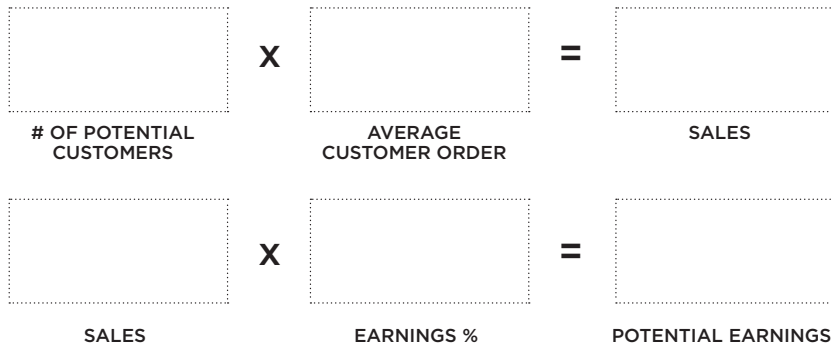 x =
# OF POTENTIAL CUSTOMERS
AVERAGE CUSTOMER ORDER
SALES
x =
SALES
EARNINGS %
POTENTIAL EARNINGS